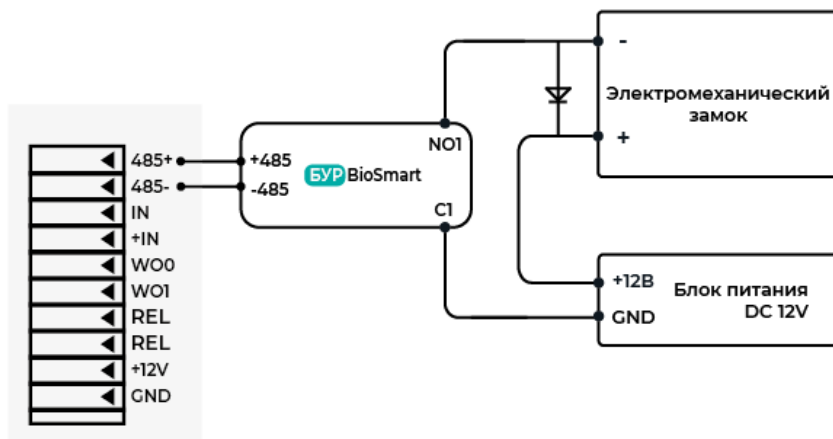 485+
485-
IN
+IN
WO0
WO1
REL
REL
+12V
GND
+485
-485
БУР BioSmart
NO1
C1
-
Электромеханический
замок
+
+12В
GND
Блок питания
DC 12V